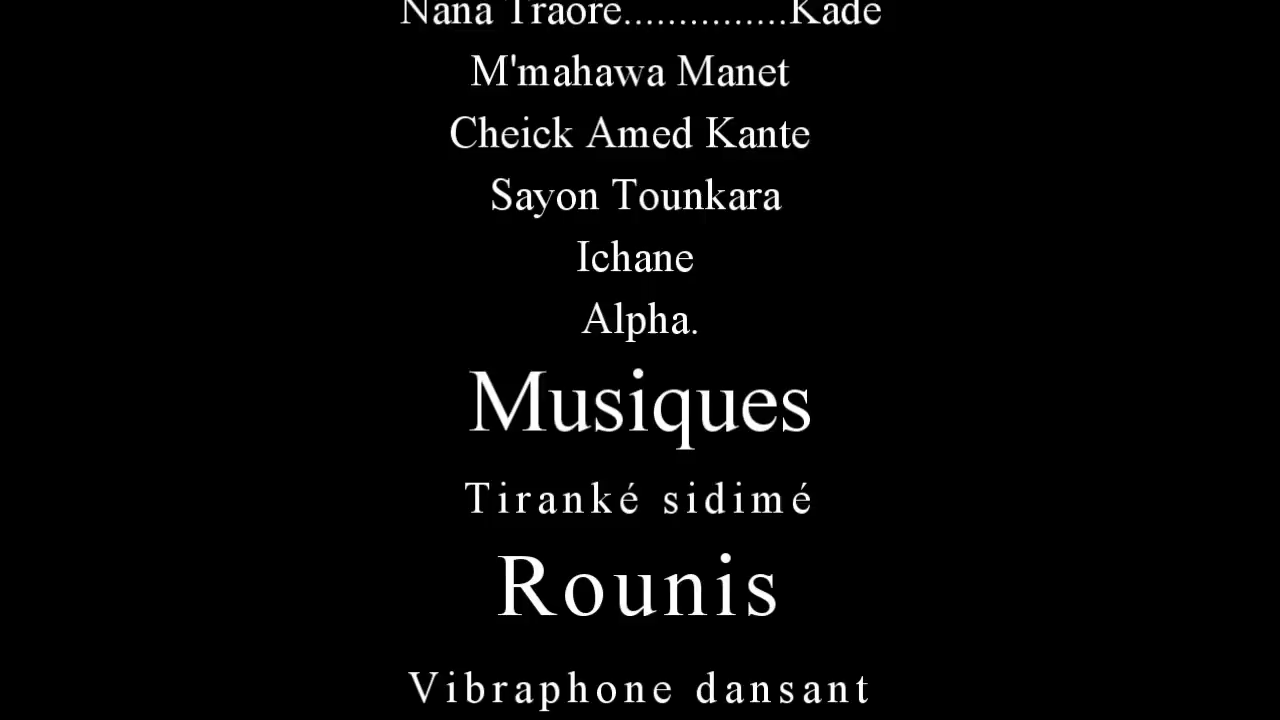 Nana Traore...............Kade
M'mahawa Manet
Cheick Amed Kante
Sayon Tounkara
Ichane
Alpha.
Musiques
Tiranké sidimé
Rounis
Vibraphone dansant